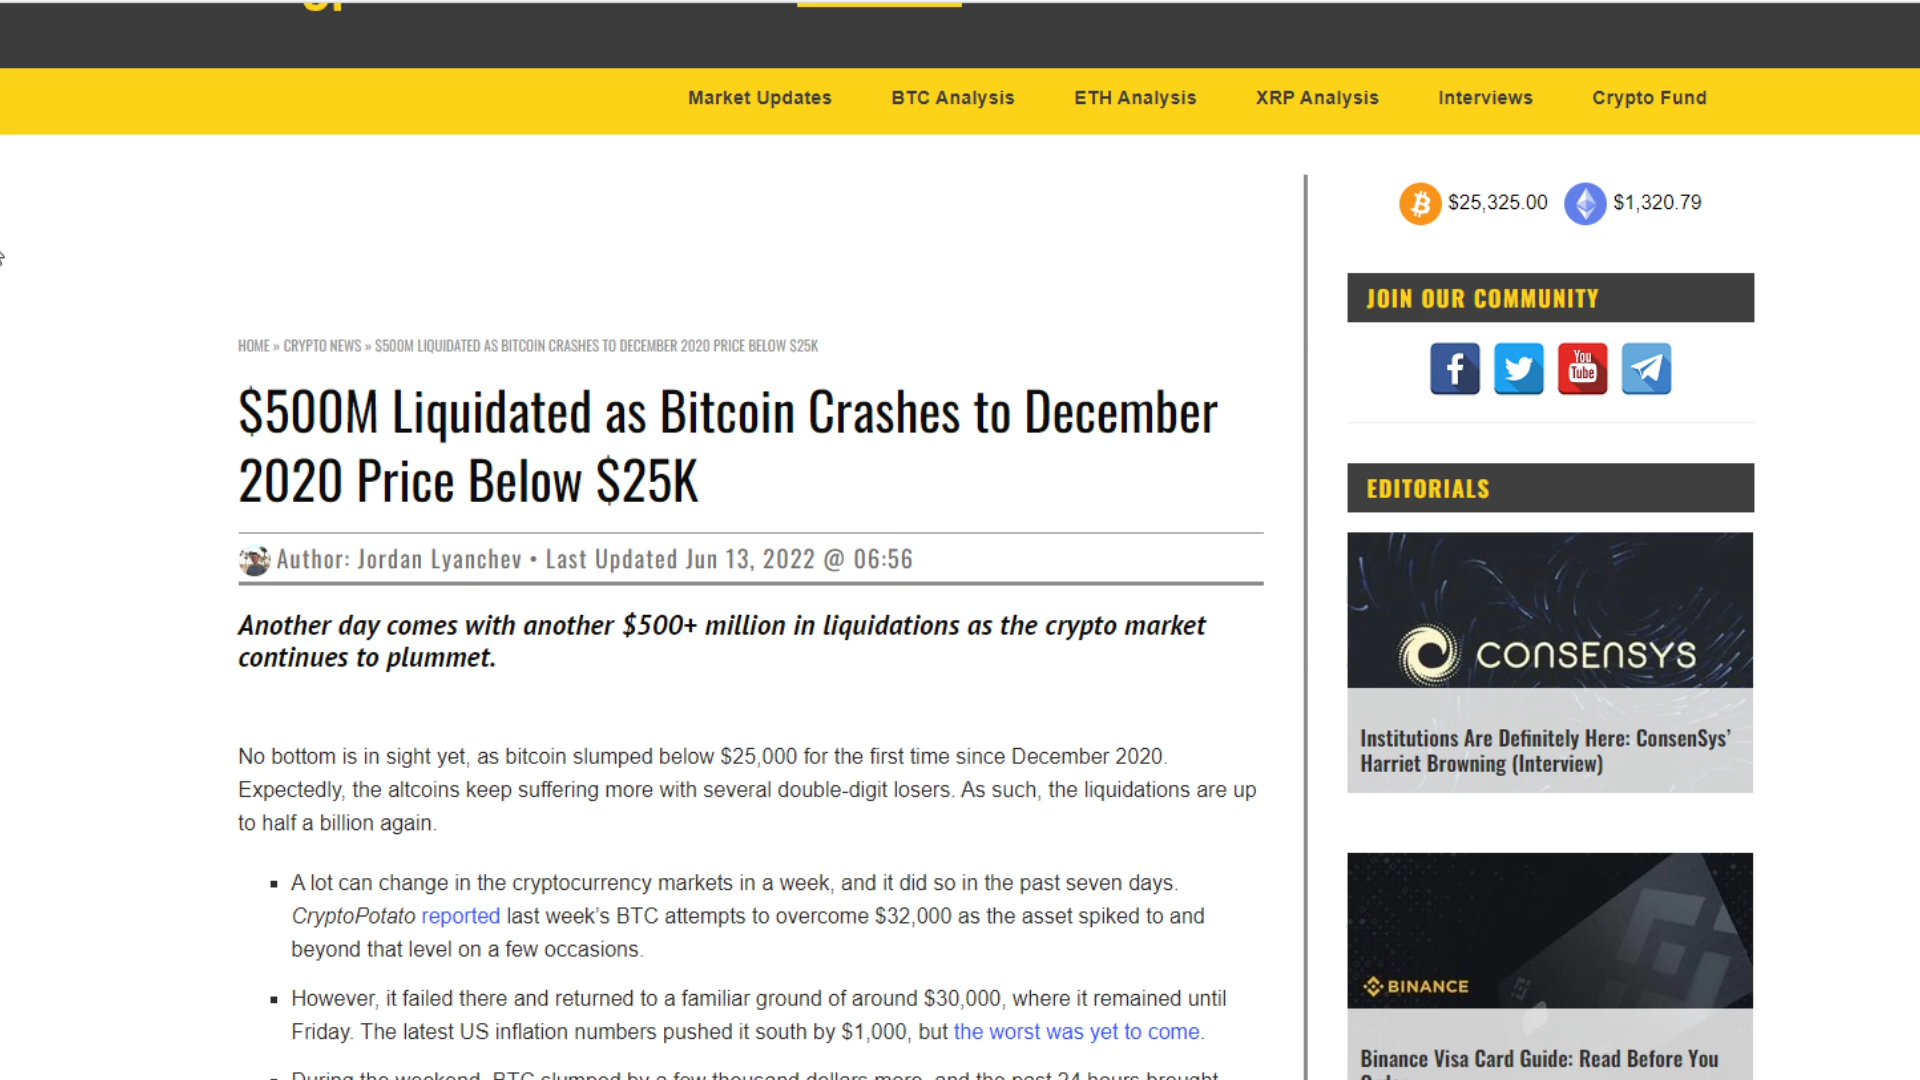 Market Updates BTC Analysis ETH Analysis XRP Analysis Interviews Crypto Fund
$25,325.00 $1,320.79
JOIN OUR COMMUNITY
You
Tube
HOME » CRYPTO NEWS » $500M LIQUIDATED AS BITCOIN CRASHES TO DECEMBER 2020 PRICE BELOW $25K
$500M Liquidated as Bitcoin Crashes to December
2020 Price Below $25K
Author: Jordan Lyanchev • Last Updated Jun 13, 2022 @ 06:56
Another day comes with another $500+ million in liquidations as the crypto market
continues to plummet.
No bottom is in sight yet, as bitcoin slumped below $25,000 for the first time since December 2020.
Expectedly, the altcoins keep suffering more with several double-digit losers. As such, the liquidations are up
to half a billion again.
▪ A lot can change in the cryptocurrency markets in a week, and it did so in the past seven days.
CryptoPotato reported last week's BTC attempts to overcome $32,000 as the asset spiked to and
beyond that level on a few occasions.
▪ However, it failed there and returned to a familiar ground of around $30,000, where it remained until
Friday. The latest US inflation numbers pushed it south by $1,000, but the worst was yet to come.
During the weekend, BTC slumped by a few thousand dollars more, and the past 24 hours brought
EDITORIALS
CONSENSYS
Institutions Are Definitely Here: ConsenSys'
Harriet Browning (Interview)
BINANCE
Binance Visa Card Guide: Read Before You